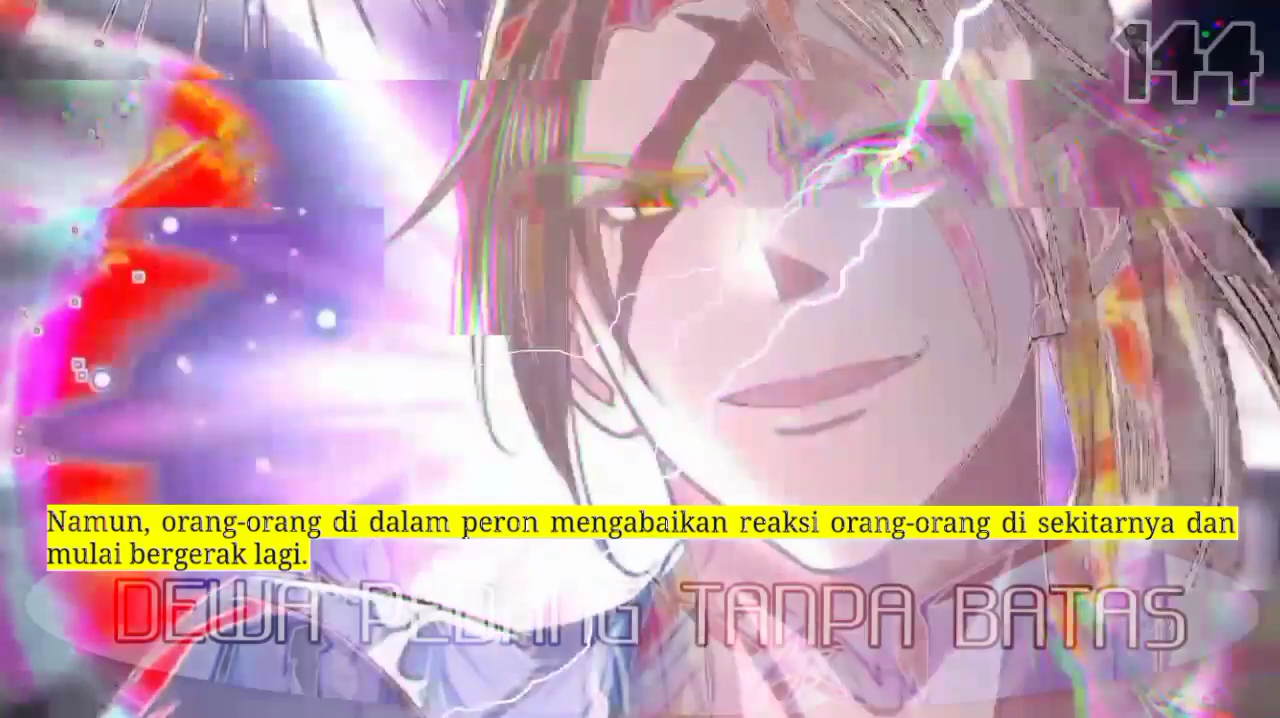 144
Namun, orang-orang di dalam peron mengabaikan reaksi orang-orang di sekitarnya dan
mulai bergerak lagi.
DEWA PEDANG TANPA BATAS